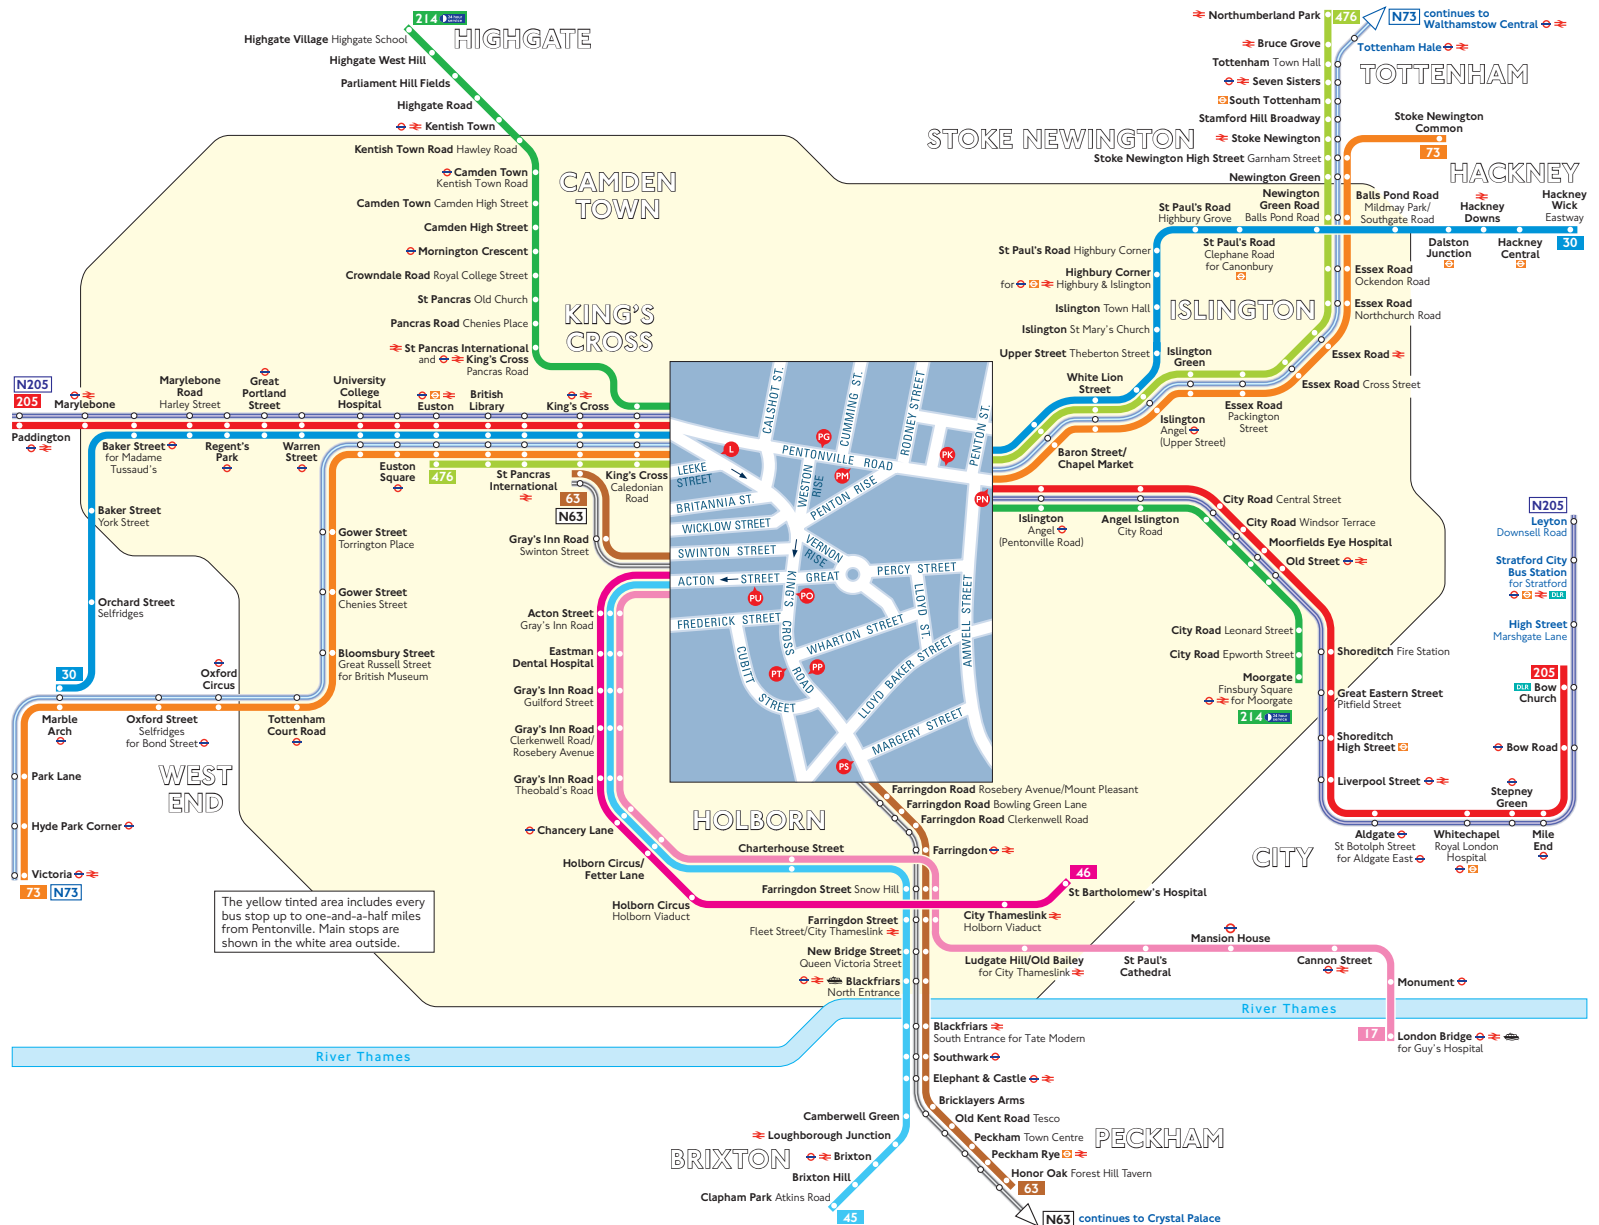 214
24 hour service
HIGHGATE
Highgate Village Highgate School
Highgate West Hill
Parliament Hill Fields
Highgate Road
Kentish Town
Kentish Town Road Hawley Road
Camden Town
Kentish Town Road
Camden Town Camden High Street
Camden High Street
Mornington Crescent
Crowndale Road Royal College Street
St Pancras Old Church
Pancras Road Chenies Place
St Pancras International
and King's Cross
Pancras Road
CAMDEN
TOWN
KING'S
CROSS
Northumberland Park
476
N73
continues to
Walthamstow Central
Bruce Grove
Tottenham Hale
Tottenham Town Hall
TOTTENHAM
Seven Sisters
South Tottenham
Stamford Hill Broadway
STOKE NEWINGTON
Stoke Newington
Stoke Newington High Street Garnham Street
Newington Green
Newington
Green Road
Balls Pond Road
Stoke Newington
Common
73
HACKNEY
Balls Pond Road
Mildmay Park/
Southgate Road
Hackney
Downs
Hackney
Wick
Eastway
30
St Paul's Road
Highbury Grove
St Paul's Road
Clephane Road
for Canonbury
Dalston
Junction
Hackney
Central
St Paul's Road Highbury Corner
Highbury Corner
for Highbury & Islington
Islington Town Hall
Islington St Mary's Church
Upper Street Theberton Street
ISLINGTON
Essex Road
Ockendon Road
Essex Road
Northchurch Road
Essex Road
Essex Road Cross Street
Essex Road
Packington
Street
Islington
Green
White Lion
Street
Islington
Angel
(Upper Street)
Baron Street/
Chapel Market
N205
205
Marylebone
Paddington
Marylebone
Road
Harley Street
Great
Portland
Street
University
College
Hospital
Euston
British
Library
King's Cross
Baker Street
for Madame
Tussaud's
Regent's
Park
Warren
Street
Euston
Square
476
St Pancras
International
King's Cross
Caledonian
Road
63
N63
Gray's Inn Road
Swinton Street
Baker Street
York Street
Gower Street
Torrington Place
Gower Street
Chenies Street
Orchard Street
Selfridges
Bloomsbury Street
Great Russell Street
for British Museum
30
Oxford
Circus
Marble
Arch
Oxford Street
Selfridges
for Bond Street
Tottenham
Court Road
WEST
END
Park Lane
Hyde Park Corner
Victoria
73
N73
The yellow tinted area includes every
bus stop up to one-and-a-half miles
from Pentonville. Main stops are
shown in the white area outside.
CALSHOT ST.
CUMMING ST.
RODNEY STREET
PENTON ST.
PENTONVILLE ROAD
LEEKE
STREET
WESTON
RISE
PENTON RISE
BRITANNIA ST.
WICKLOW STREET
SWINTON STREET
VERNON
RISE
ACTON STREET
GREAT PERCY STREET
KING'S CROSS ROAD
LLOYD ST.
AMWELL STREET
FREDERICK STREET
WHARTON STREET
CUBITT STREET
LLOYD BAKER STREET
MARGERY STREET
L
PG
PM
PK
PN
PU
PO
PT
PP
PS
Acton Street
Gray's Inn Road
Eastman
Dental Hospital
Gray's Inn Road
Guilford Street
Gray's Inn Road
Clerkenwell Road/
Rosebery Avenue
Gray's Inn Road
Theobald's Road
Chancery Lane
Holborn Circus/
Fetter Lane
Holborn Circus
Holborn Viaduct
HOLBORN
Charterhouse Street
Farringdon Street Snow Hill
Farringdon Street
Fleet Street/City Thameslink
New Bridge Street
Queen Victoria Street
Blackfriars
North Entrance
Farringdon Road Rosebery Avenue/Mount Pleasant
Farringdon Road Bowling Green Lane
Farringdon Road Clerkenwell Road
Farringdon
46
St Bartholomew's Hospital
City Thameslink
Holborn Viaduct
Ludgate Hill/Old Bailey
for City Thameslink
St Paul's
Cathedral
Mansion House
Cannon Street
Monument
17
London Bridge
for Guy's Hospital
River Thames
River Thames
Islington
Angel
(Pentonville Road)
Angel Islington
City Road
City Road Central Street
City Road Windsor Terrace
Moorfields Eye Hospital
Old Street
City Road Leonard Street
City Road Epworth Street
Moorgate
Finsbury Square
for Moorgate
214
24 hour service
Shoreditch Fire Station
Great Eastern Street
Pitfield Street
Shoreditch
High Street
Liverpool Street
CITY
Aldgate
St Botolph Street
for Aldgate East
Whitechapel
Royal London
Hospital
Stepney
Green
Mile
End
Bow Road
DLR Bow
Church
205
N205
Leyton
Downsell Road
Stratford City
Bus Station
for Stratford
DLR
High Street
Marshgate Lane
Blackfriars
South Entrance for Tate Modern
Southwark
Elephant & Castle
Bricklayers Arms
Old Kent Road Tesco
Peckham Town Centre
PECKHAM
Peckham Rye
Honor Oak Forest Hill Tavern
63
N63
continues to Crystal Palace
Camberwell Green
Loughborough Junction
BRIXTON
Brixton
Brixton Hill
Clapham Park Atkins Road
45